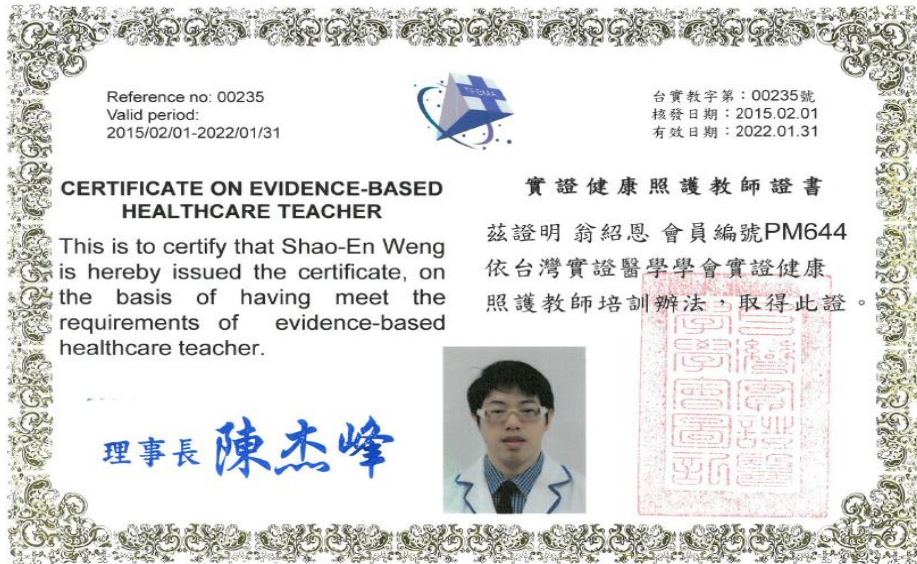 Reference no: 00235
Valid period:
2015/02/01-2022/01/31
TEBMA
台實教字第：00235號
核發日期：2015.02.01
有效日期：2022.01.31
CERTIFICATE ON EVIDENCE-BASED
HEALTHCARE TEACHER
This is to certify that Shao-En Weng
is hereby issued the certificate, on
the basis of having meet the
requirements of evidence-based
healthcare teacher.
實證健康照護教師證書
茲證明 翁紹恩 會員編號PM644
依台灣實證醫學學會實證健康
照護教師培訓辦法，取得此證。
理事長 陳杰峰